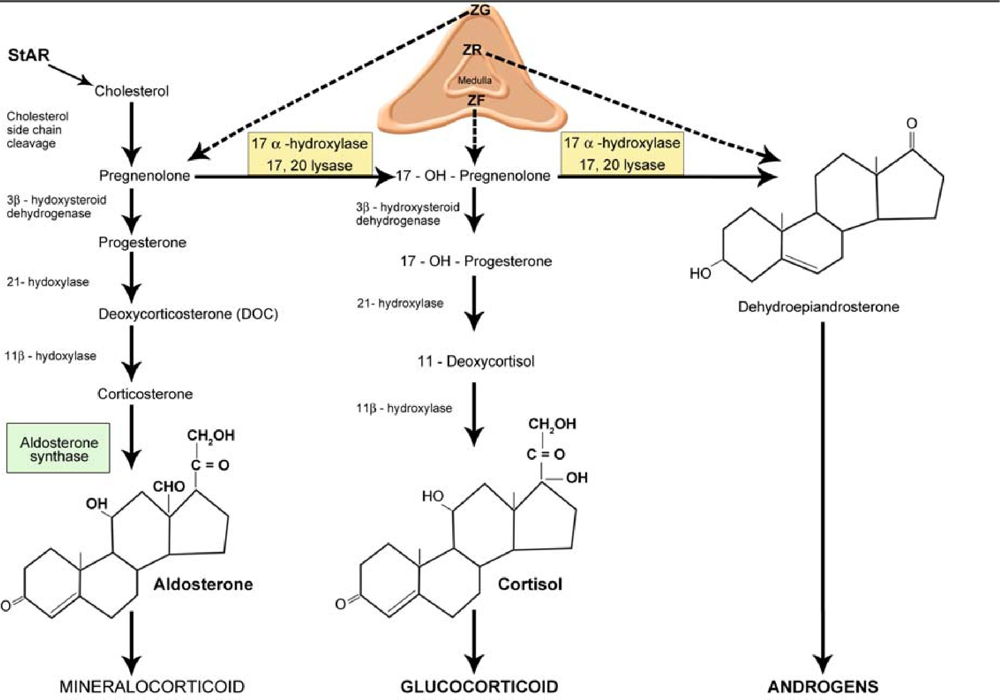 ZG
ZR
Medulla
ZF
StAR
Cholesterol
Cholesterol
side chain
cleavage
17 α -hydroxylase
17, 20 lysase
17 α -hydroxylase
17, 20 lysase
Pregnenolone
17 - OH - Pregnenolone
3β - hydoxysteroid
dehydrogenase
3β - hydroxysteroid
dehydrogenase
Progesterone
17 - OH - Progesterone
O
HO
Dehydroepiandrosterone
21- hydoxylase
21- hydroxylase
Deoxycorticosterone (DOC)
11β - hydoxylase
11 - Deoxycortisol
Corticosterone
11β - hydroxylase
Aldosterone
synthase
CH2OH
C = O
CHO
OH
O
Aldosterone
CH2OH
C = O
OH
HO
O
Cortisol
MINERALOCORTICOID
GLUCOCORTICOID
ANDROGENS